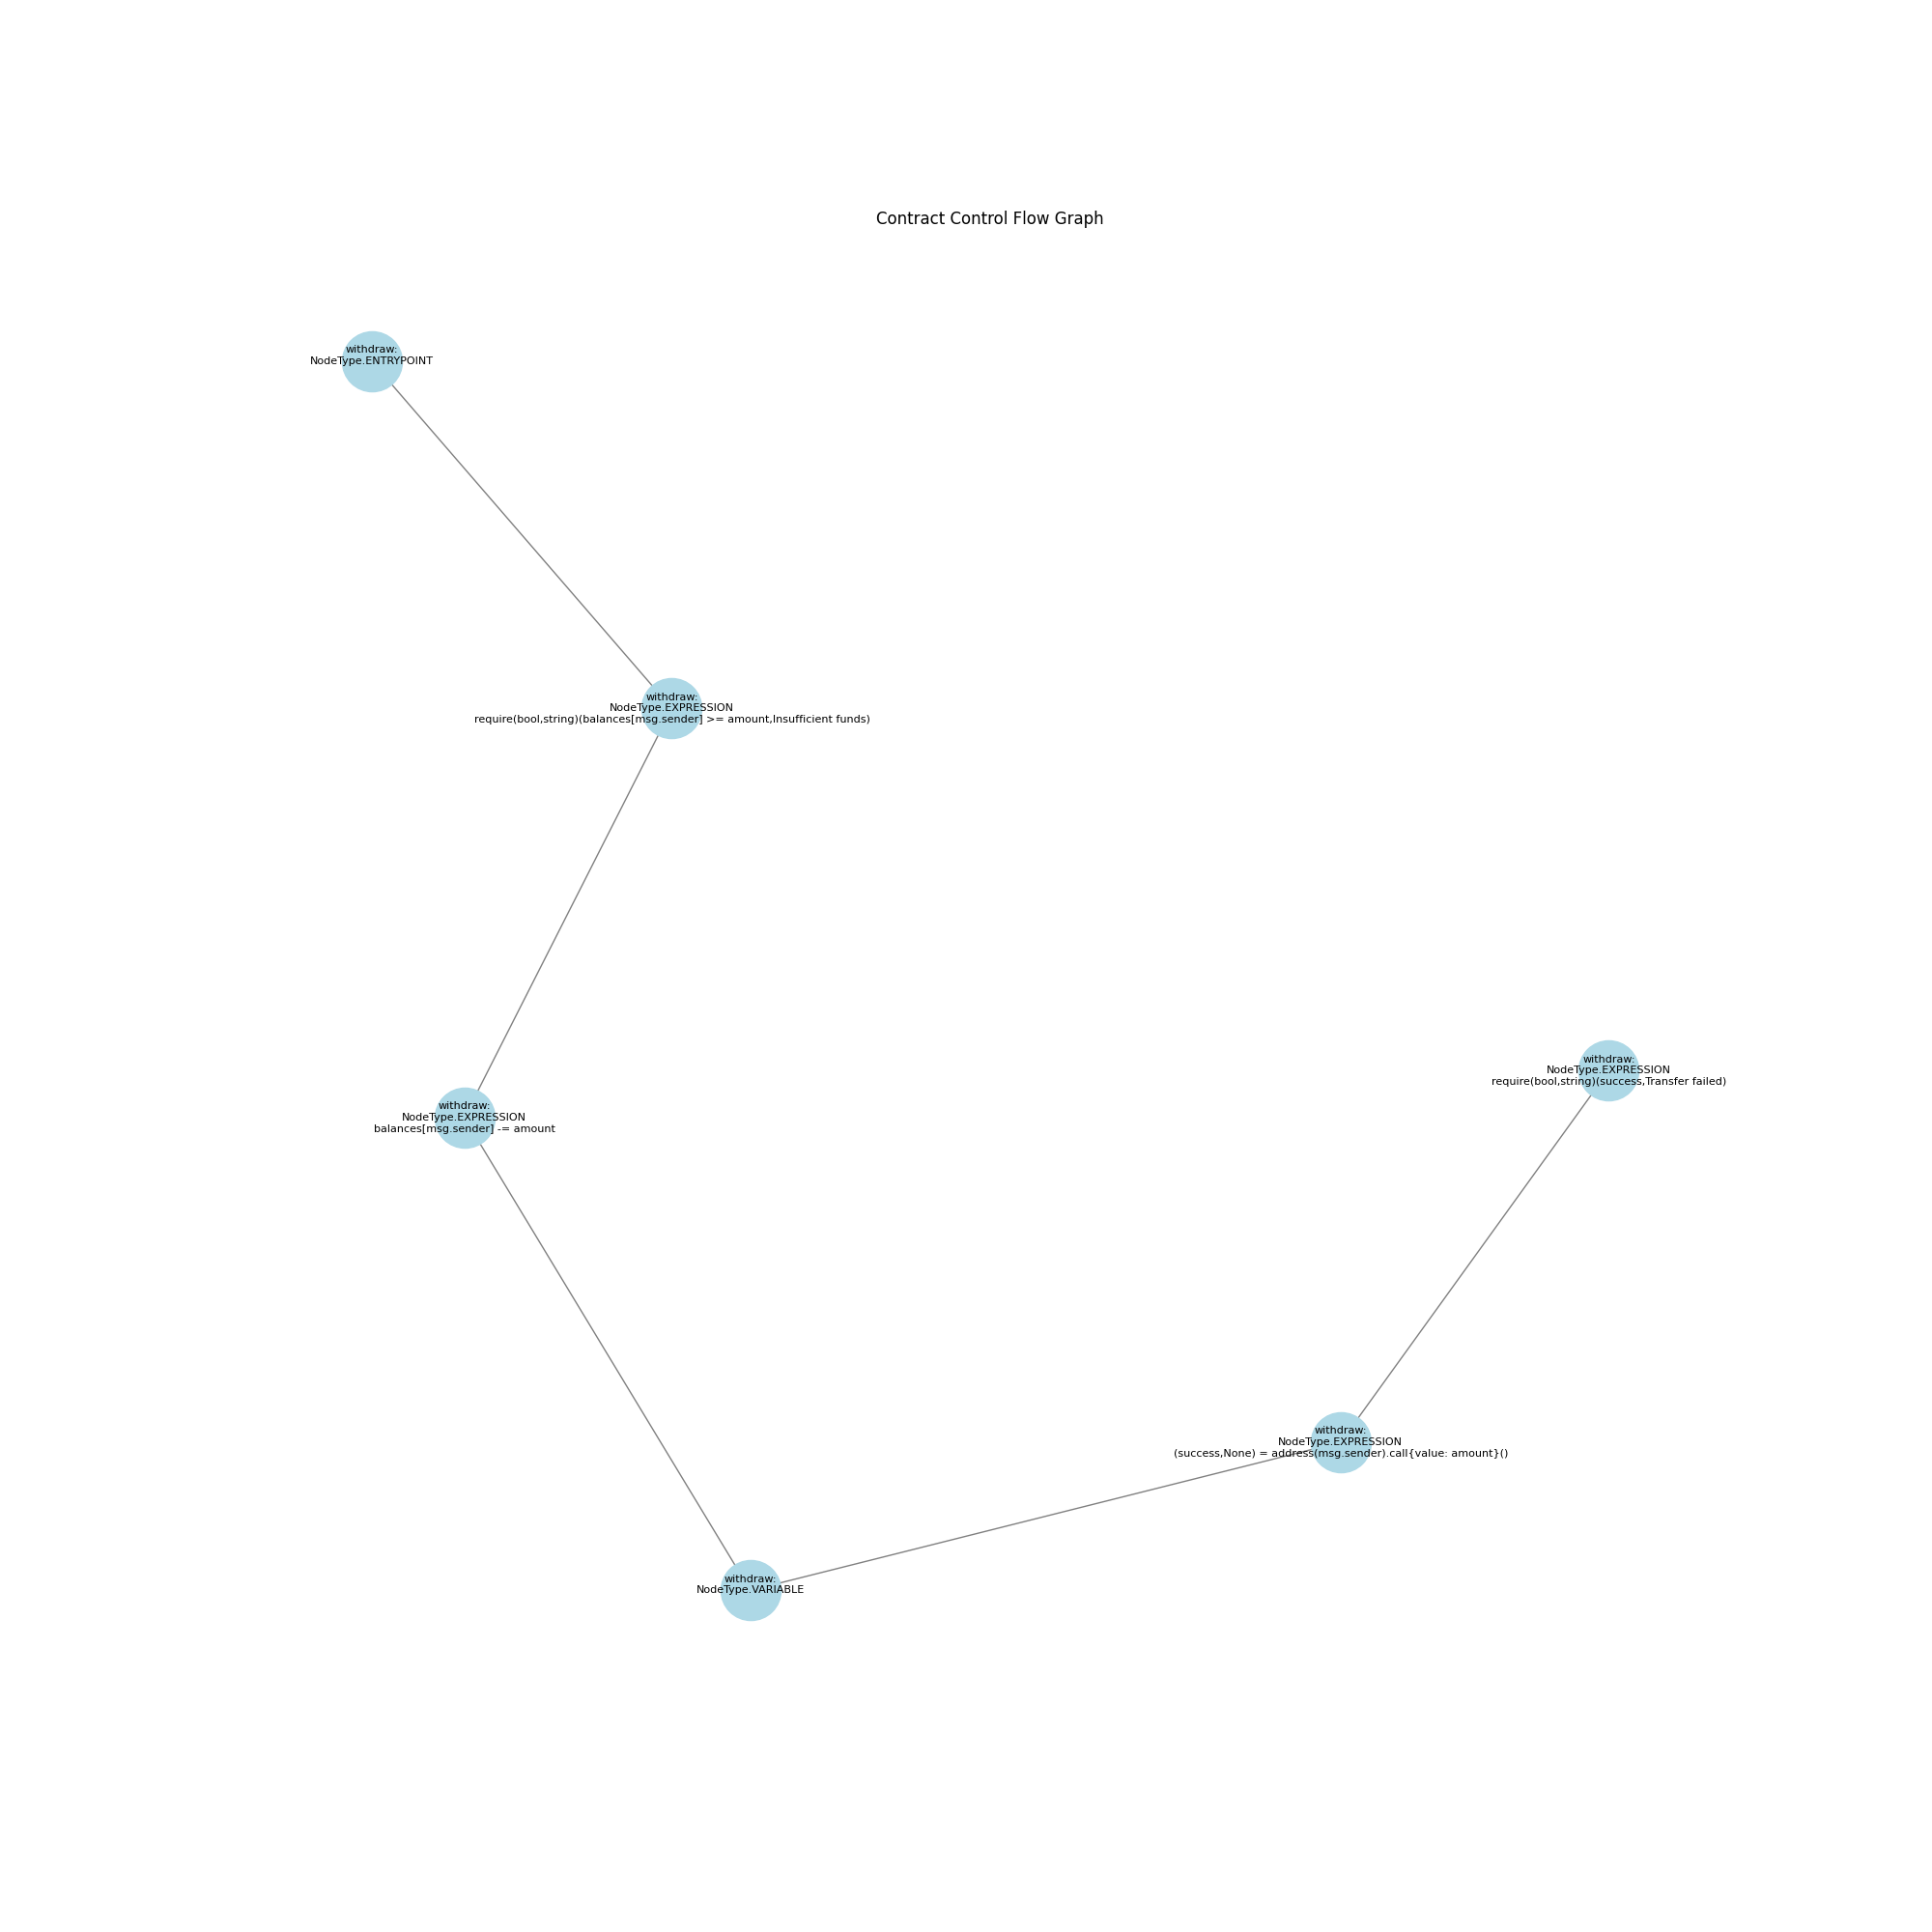 Contract Control Flow Graph
withdraw:
NodeType.ENTRYPOINT
withdraw:
NodeType.EXPRESSION
require(bool,string)(balances[msg.sender] >= amount,Insufficient funds)
withdraw:
NodeType.EXPRESSION
balances[msg.sender] -= amount
withdraw:
NodeType.VARIABLE
withdraw:
NodeType.EXPRESSION
(success,None) = address(msg.sender).call{value: amount}()
withdraw:
NodeType.EXPRESSION
require(bool,string)(success,Transfer failed)